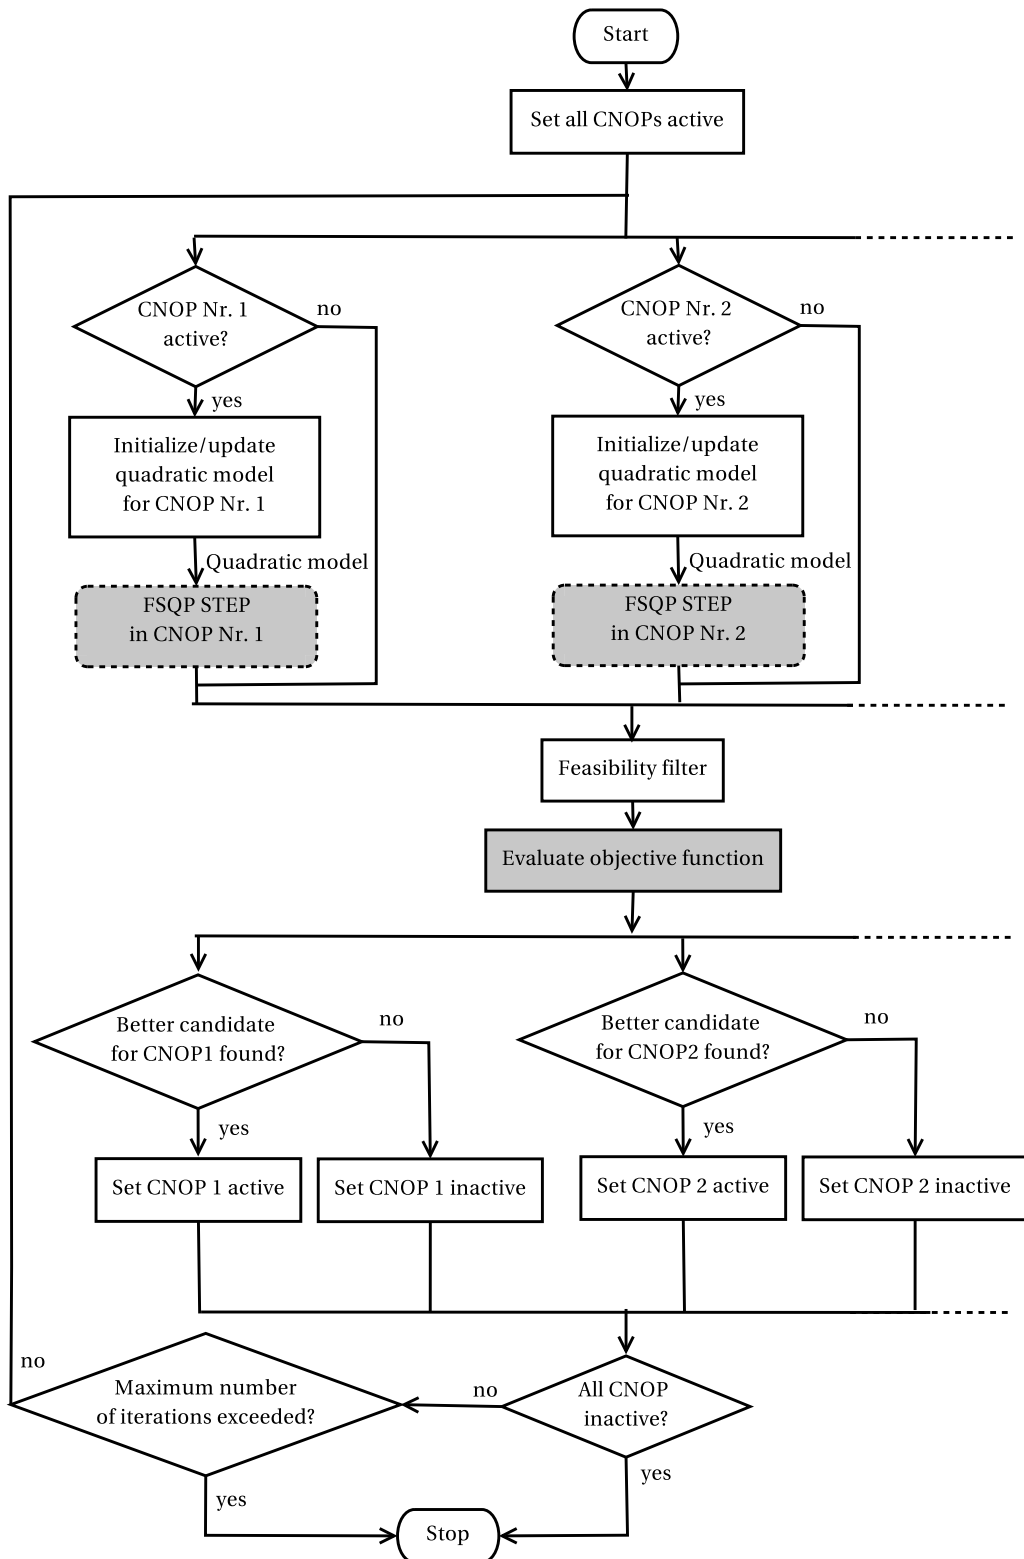 Start
Set all CNOPs active
CNOP Nr. 1
active?
no
yes
CNOP Nr. 2
active?
no
yes
Initialize/update
quadratic model
for CNOP Nr. 1
Initialize/update
quadratic model
for CNOP Nr. 2
Quadratic model
Quadratic model
FSQP STEP
in CNOP Nr. 1
FSQP STEP
in CNOP Nr. 2
Feasibility filter
Evaluate objective function
Better candidate
for CNOP1 found?
no
yes
Better candidate
for CNOP2 found?
no
yes
Set CNOP 1 active
Set CNOP 1 inactive
Set CNOP 2 active
Set CNOP 2 inactive
no
Maximum number
of iterations exceeded?
no
All CNOP
inactive?
yes
yes
Stop